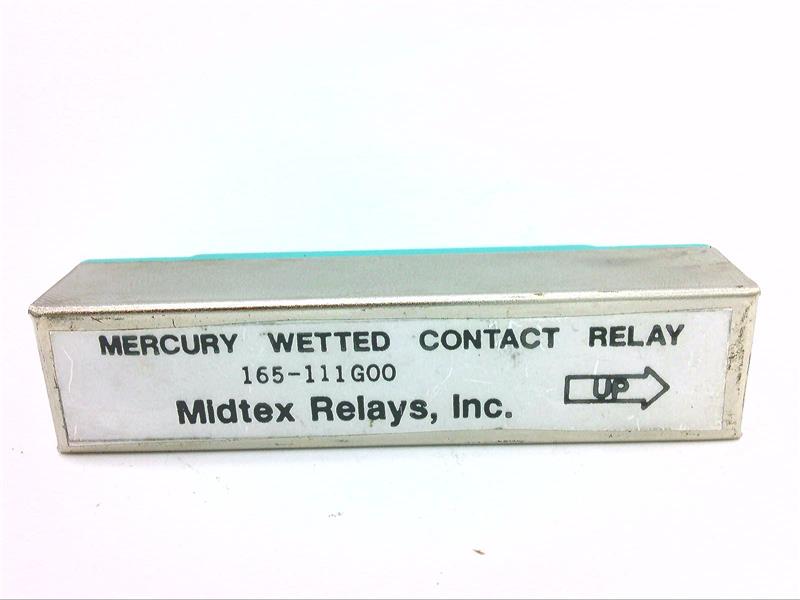 MERCURY WETTED CONTACT RELAY
165-111G00
UP
Midtex Relays, Inc.